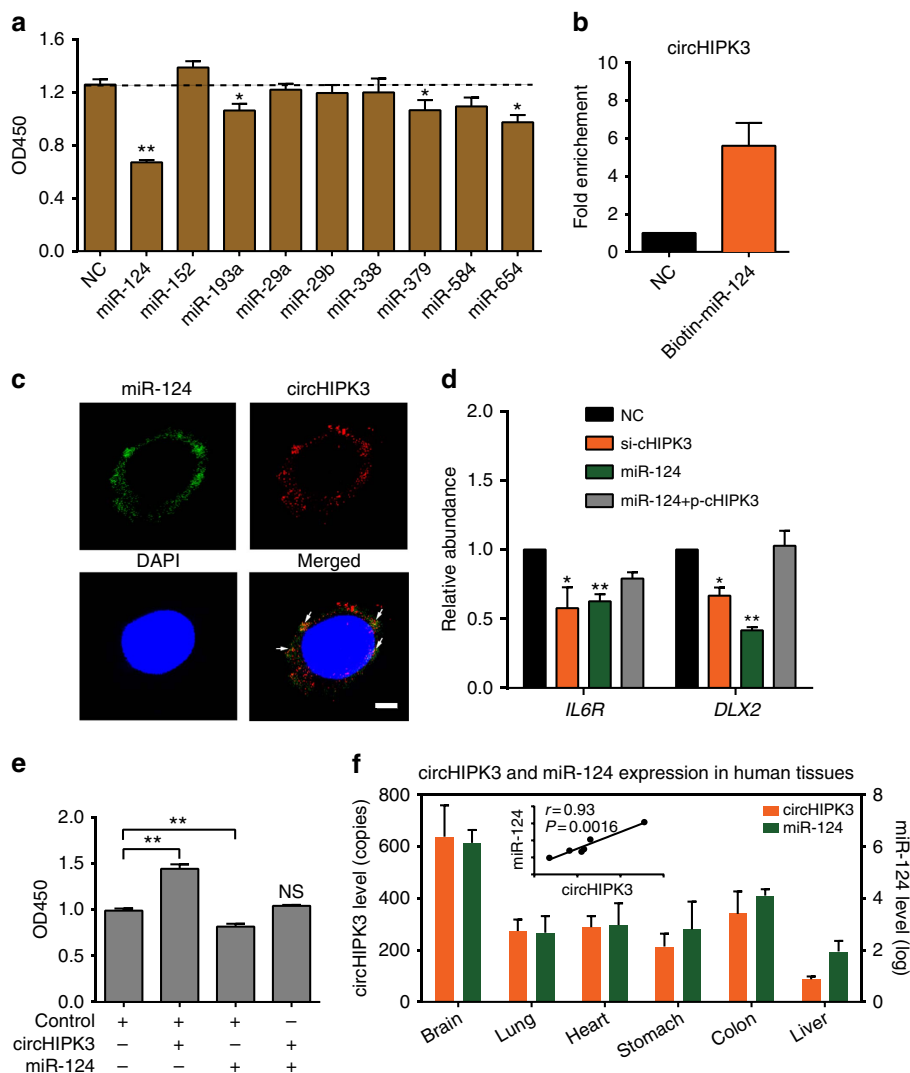 a
1.6
1.2
0.8
0.4
0.0
OD450
**
*
*
*
NC
miR-124
miR-152
miR-193a
miR-29a
miR-29b
miR-338
miR-379
miR-584
miR-654
b
circHIPK3
10
8
6
4
2
0
Fold enrichement
NC
Biotin-miR-124
c
miR-124
circHIPK3
DAPI
Merged
d
2.0
1.5
1.0
0.5
0.0
Relative abundance
NC
si-cHIPK3
miR-124
miR-124+p-cHIPK3
*
**
*
**
IL6R
DLX2
e
2.0
1.5
1.0
0.5
0.0
OD450
**
**
NS
Control + + + –
circHIPK3 – + – +
miR-124 – – + +
f
circHIPK3 and miR-124 expression in human tissues
800
600
400
200
0
circHIPK3 level (copies)
r=0.93
P=0.0016
miR-124
circHIPK3
circHIPK3
miR-124
8
6
4
2
0
miR-124 level (log)
Brain
Lung
Heart
Stomach
Colon
Liver